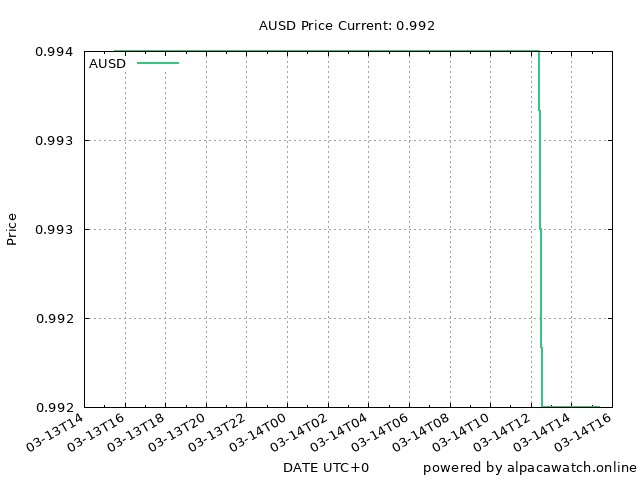 AUSD Price Current: 0.992
0.994
AUSD
0.993
0.993
0.992
0.992
Price
03-13T14
03-13T16
03-13T18
03-13T20
03-13T22
03-14T00
03-14T02
03-14T04
03-14T06
03-14T08
03-14T10
03-14T12
03-14T14
03-14T16
DATE UTC+0
powered by alpacawatch.online